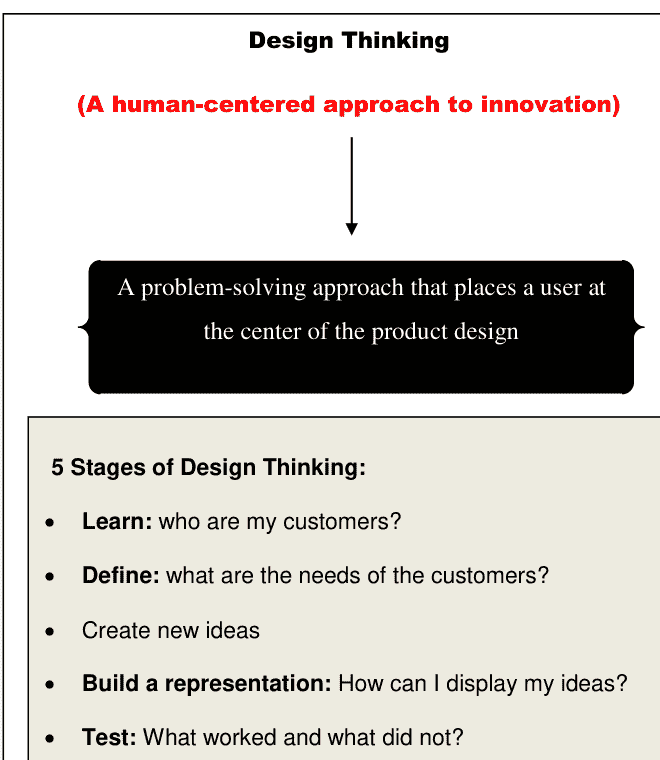 Design Thinking
(A human-centered approach to innovation)
A problem-solving approach that places a user at
the center of the product design
5 Stages of Design Thinking:
• Learn: who are my customers?
• Define: what are the needs of the customers?
• Create new ideas
• Build a representation: How can I display my ideas?
• Test: What worked and what did not?